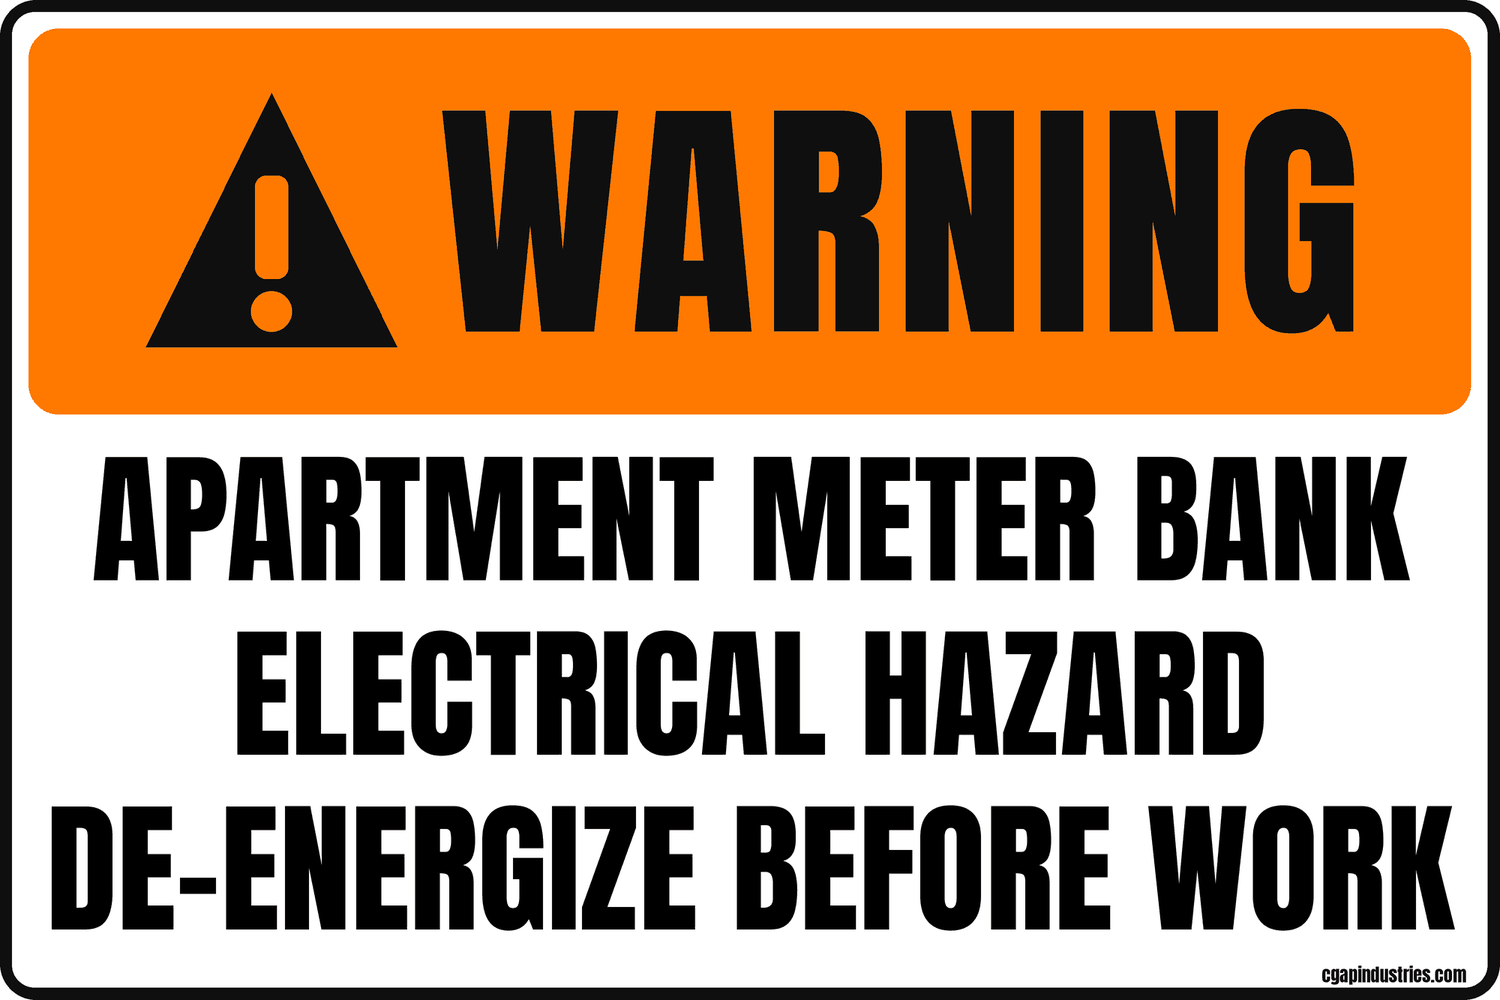 WARNING
APARTMENT METER BANK
ELECTRICAL HAZARD
DE-ENERGIZE BEFORE WORK
cgapindustries.com